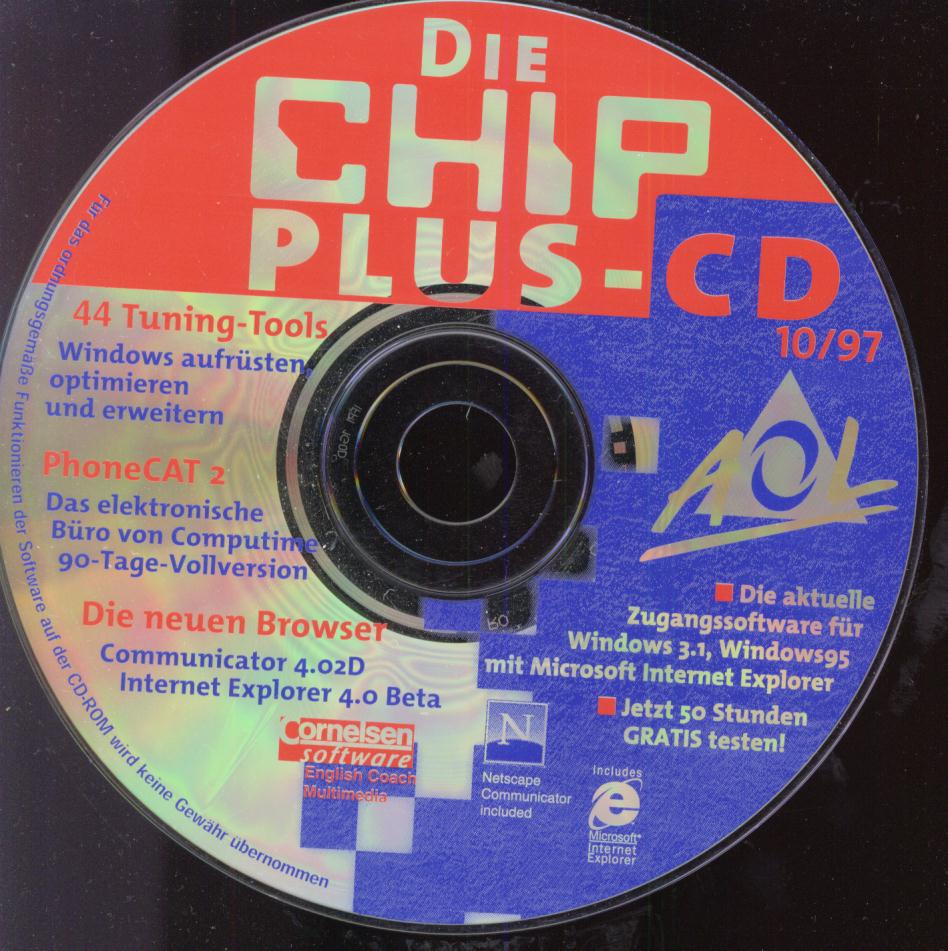 DIE
CHIP
PLUS-CD
10/97
44 Tuning-Tools
Windows aufrüsten,
optimieren
und erweitern
PhoneCAT 2
Das elektronische
Büro von Computime
90-Tage-Vollversion
Die neuen Browser
Communicator 4.02D
Internet Explorer 4.0 Beta
Cornelsen
software
English Coach
Multimedia
AOL
Die aktuelle
Zugangssoftware für
Windows 3.1, Windows95
mit Microsoft Internet Explorer
Jetzt 50 Stunden
GRATIS testen!
N
Netscape
Communicator
included
includes
Microsoft
Internet
Explorer
Für das ordnungsgemäße Funktionieren der Software auf der CD-ROM wird keine Gewähr übernommen